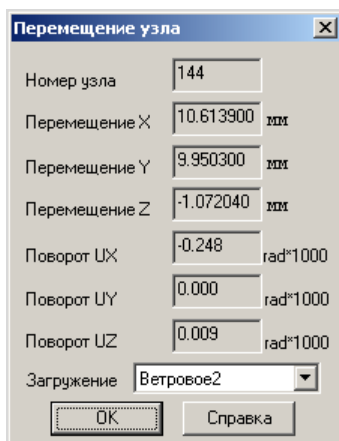 Перемещение узла
Номер узла 144
Перемещение X 10.613900 мм
Перемещение Y 9.950300 мм
Перемещение Z -1.072040 мм
Поворот UX -0.248 rad*1000
Поворот UY 0.000 rad*1000
Поворот UZ 0.009 rad*1000
Загружение Ветровое2
OK Справка